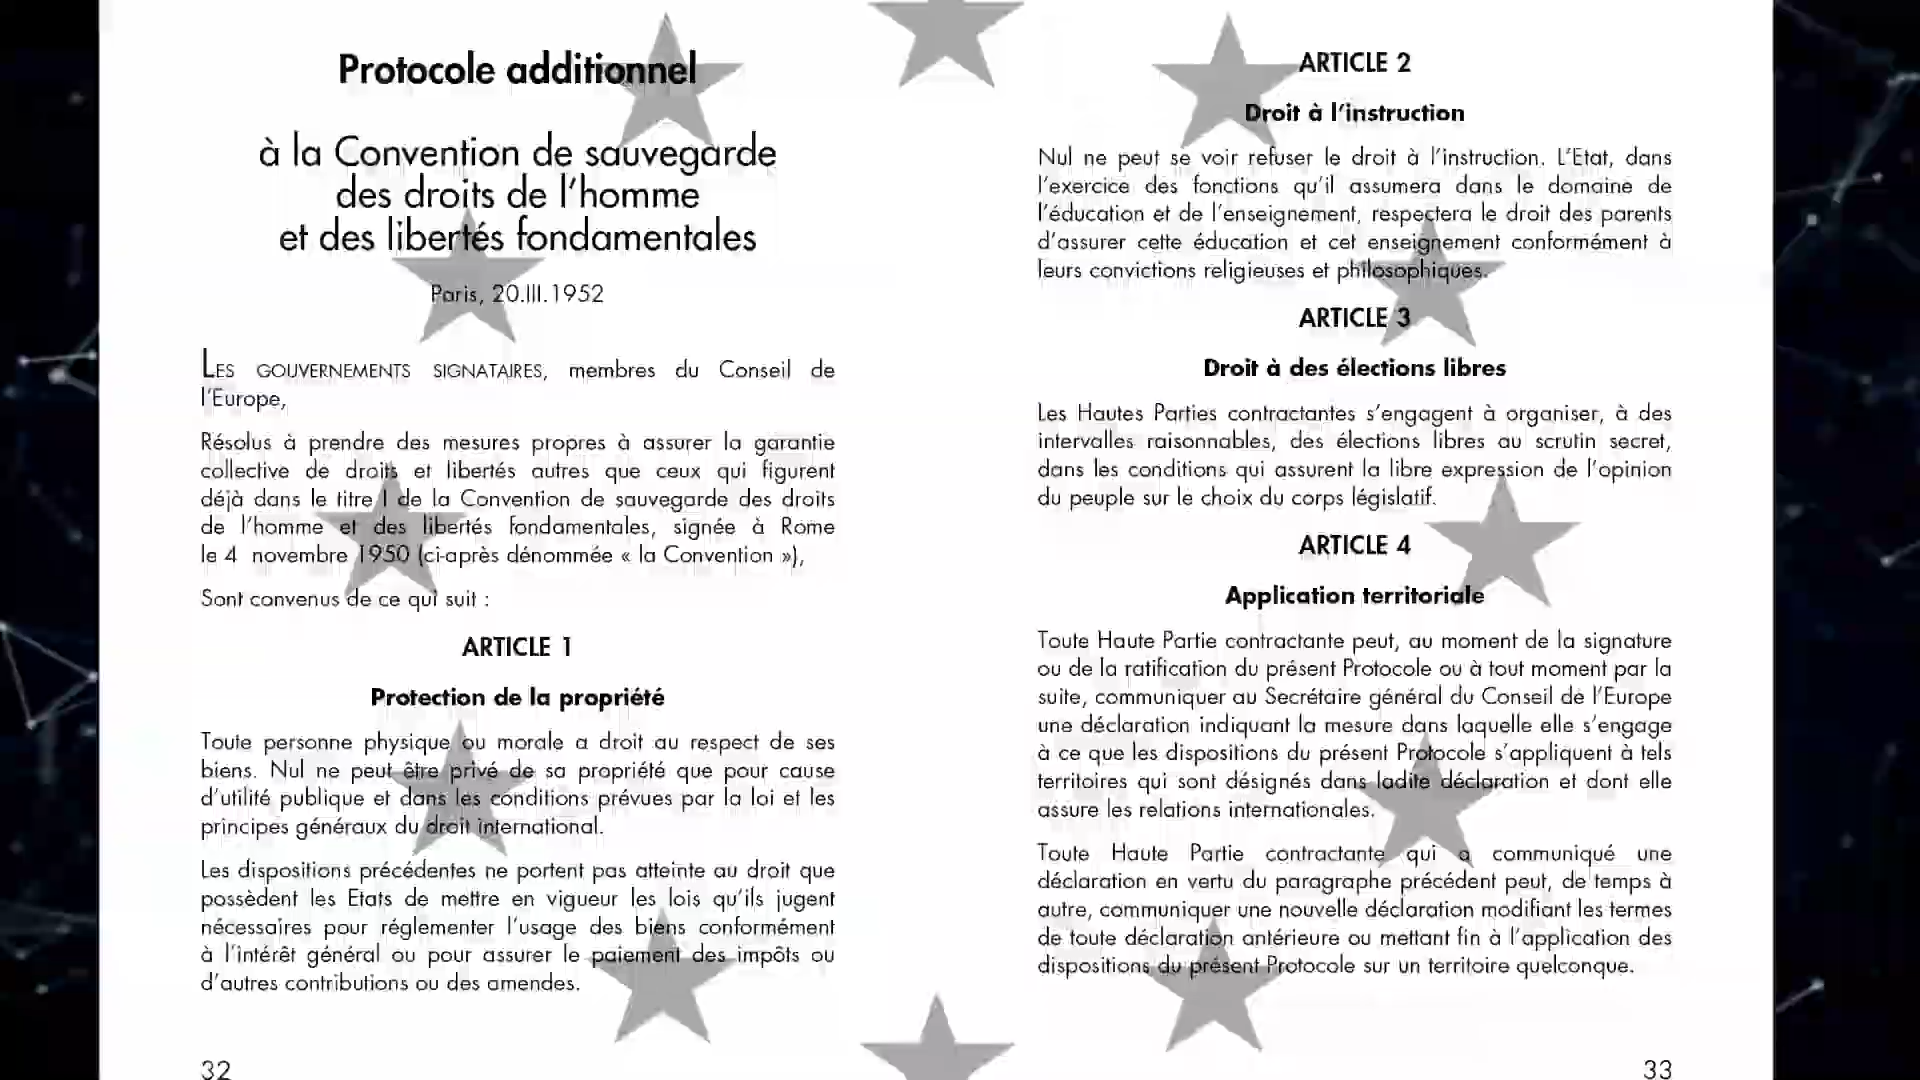 Protocole additionnel
à la Convention de sauvegarde
des droits de l'homme
et des libertés fondamentales
Paris, 20.III.1952
LES GOUVERNEMENTS SIGNATAIRES, membres du Conseil de
l'Europe,
Résolus à prendre des mesures propres à assurer la garantie
collective de droits et libertés autres que ceux qui figurent
déjà dans le titre I de la Convention de sauvegarde des droits
de l'homme et des libertés fondamentales, signée à Rome
le 4 novembre 1950 (ci-après dénommée « la Convention »),
Sont convenus de ce qui suit :
ARTICLE 1
Protection de la propriété
Toute personne physique ou morale a droit au respect de ses
biens. Nul ne peut être privé de sa propriété que pour cause
d'utilité publique et dans les conditions prévues par la loi et les
principes généraux du droit international.
Les dispositions précédentes ne portent pas atteinte au droit que
possèdent les Etats de mettre en vigueur les lois qu'ils jugent
nécessaires pour réglementer l'usage des biens conformément
à l'intérêt général ou pour assurer le paiement des impôts ou
d'autres contributions ou des amendes.
32
ARTICLE 2
Droit à l'instruction
Nul ne peut se voir refuser le droit à l'instruction. L'Etat, dans
l'exercice des fonctions qu'il assumera dans le domaine de
l'éducation et de l'enseignement, respectera le droit des parents
d'assurer cette éducation et cet enseignement conformément à
leurs convictions religieuses et philosophiques.
ARTICLE 3
Droit à des élections libres
Les Hautes Parties contractantes s'engagent à organiser, à des
intervalles raisonnables, des élections libres au scrutin secret,
dans les conditions qui assurent la libre expression de l'opinion
du peuple sur le choix du corps législatif.
ARTICLE 4
Application territoriale
Toute Haute Partie contractante peut, au moment de la signature
ou de la ratification du présent Protocole ou à tout moment par la
suite, communiquer au Secrétaire général du Conseil de l'Europe
une déclaration indiquant la mesure dans laquelle elle s'engage
à ce que les dispositions du présent Protocole s'appliquent à tels
territoires qui sont désignés dans ladite déclaration et dont elle
assure les relations internationales.
Toute Haute Partie contractante qui a communiqué une
déclaration en vertu du paragraphe précédent peut, de temps à
autre, communiquer une nouvelle déclaration modifiant les termes
de toute déclaration antérieure ou mettant fin à l'application des
dispositions du présent Protocole sur un territoire quelconque.
33